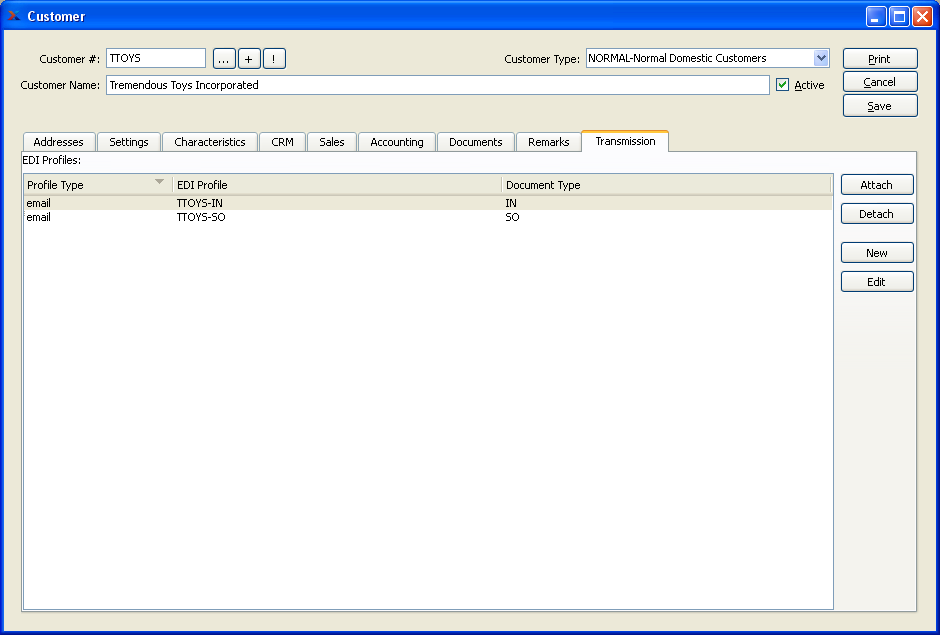 Customer
Customer #: TTOYS ... + ! Customer Type: NORMAL-Normal Domestic Customers Print
Customer Name: Tremendous Toys Incorporated Active Cancel
Save
Addresses Settings Characteristics CRM Sales Accounting Documents Remarks Transmission
EDI Profiles:
Profile Type EDI Profile Document Type Attach
email TTOYS-IN IN
email TTOYS-SO SO Detach
New
Edit